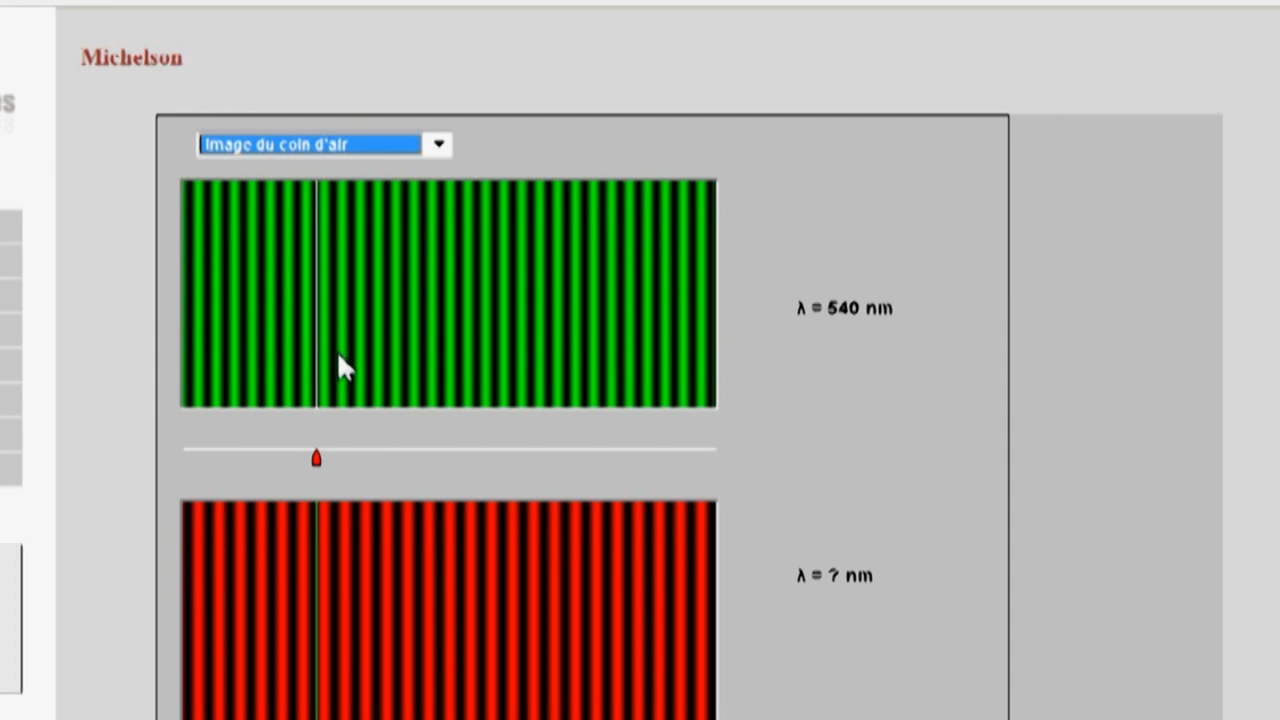 Michelson
Image du coin d'air
λ = 540 nm
λ = ? nm